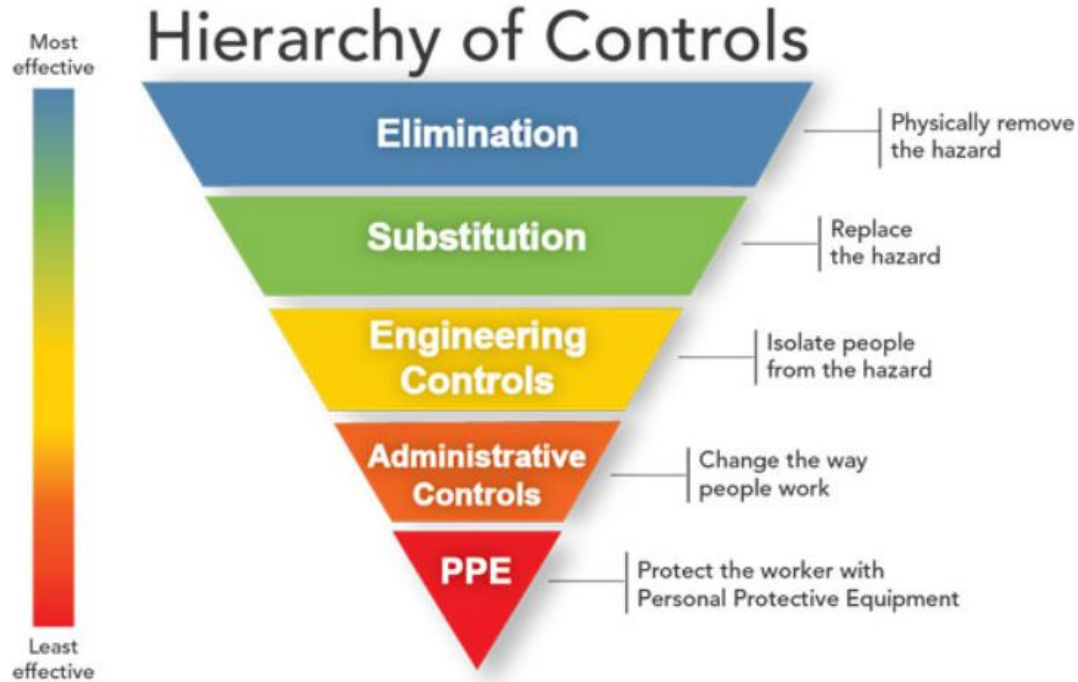 Hierarchy of Controls
Most
effective
Elimination
Physically remove
the hazard
Substitution
Replace
the hazard
Engineering
Controls
Isolate people
from the hazard
Administrative
Controls
Change the way
people work
PPE
Protect the worker with
Personal Protective Equipment
Least
effective